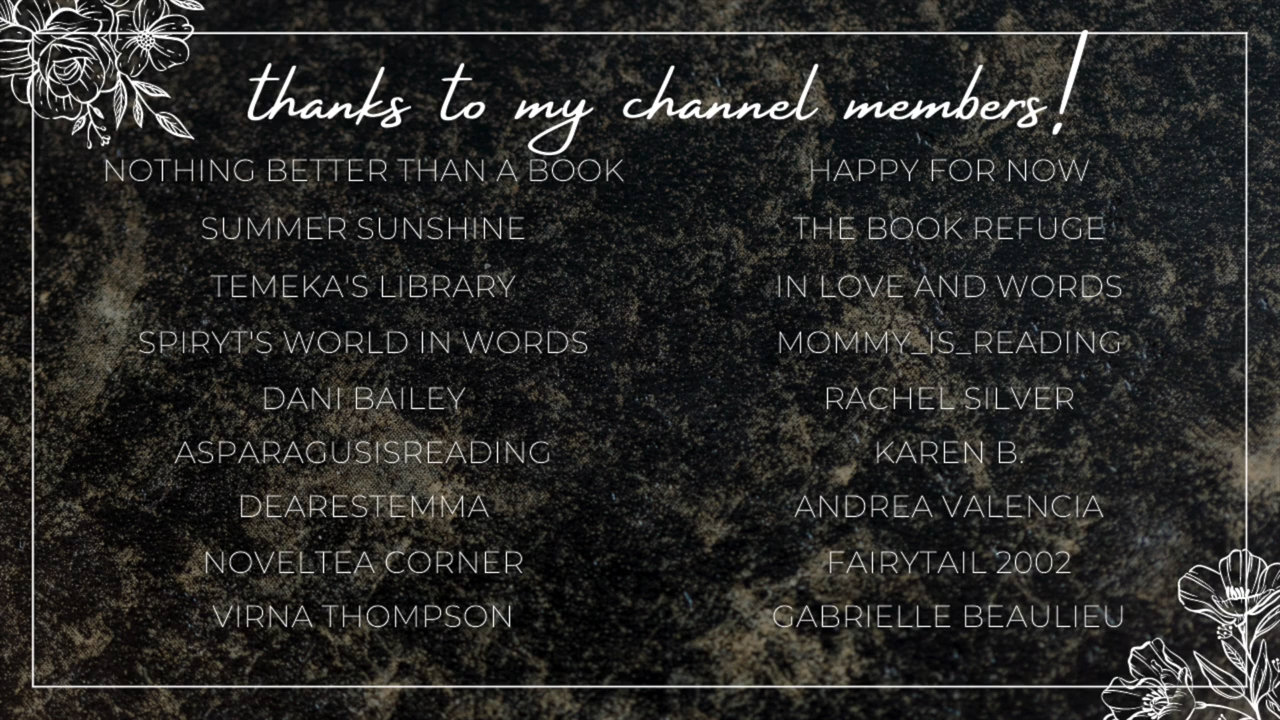 thanks to my channel members!
NOTHING BETTER THAN A BOOK
SUMMER SUNSHINE
TEMEKA'S LIBRARY
SPIRYT'S WORLD IN WORDS
DANI BAILEY
ASPARAGUSISREADING
DEARESTEMMA
NOVELTEA CORNER
VIRNA THOMPSON
HAPPY FOR NOW
THE BOOK REFUGE
IN LOVE AND WORDS
MOMMY_IS_READING
RACHEL SILVER
KAREN B.
ANDREA VALENCIA
FAIRYTAIL 2002
GABRIELLE BEAULIEU